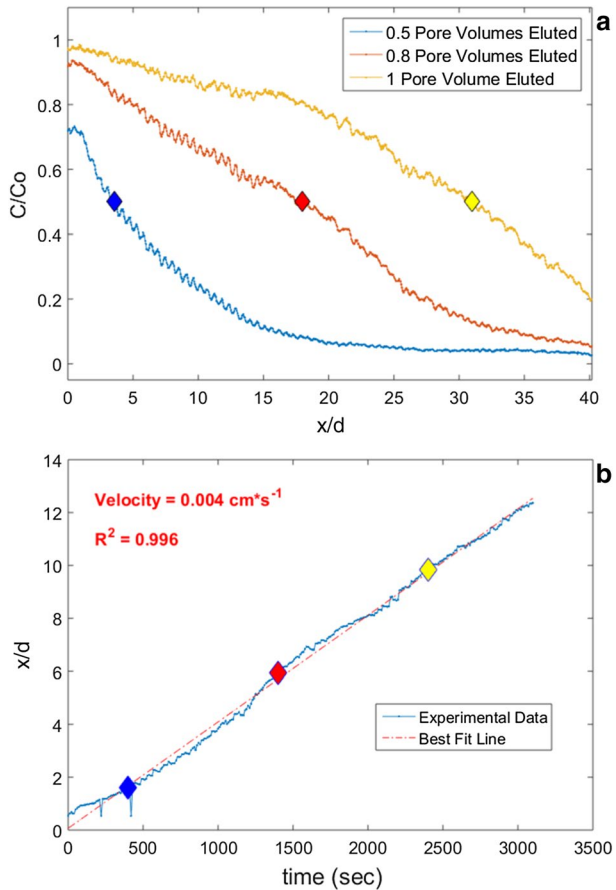 a
1
0.8
0.6
0.4
0.2
0
C/Co
0.5 Pore Volumes Eluted
0.8 Pore Volumes Eluted
1 Pore Volume Eluted
0 5 10 15 20 25 30 35 40
x/d
b
14
12
10
8
6
4
2
0
x/d
Velocity = 0.004 cm*s⁻¹
R² = 0.996
Experimental Data
Best Fit Line
0 500 1000 1500 2000 2500 3000 3500
time (sec)